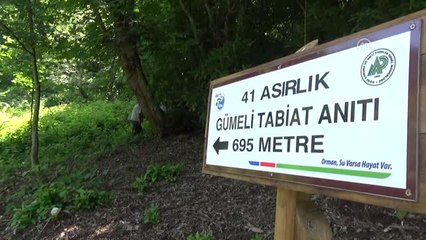 41 ASIRLIK
GÜMELİ TABİAT ANITI
695 METRE
Orman, Su Varsa Hayat Var.